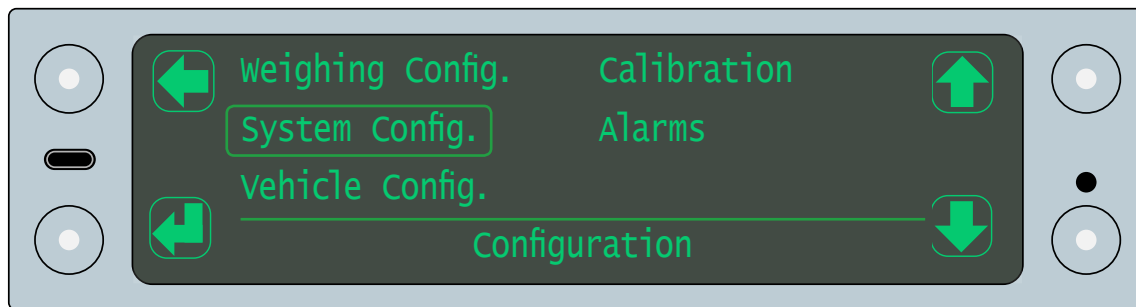 Weighing Config. Calibration
System Config. Alarms
Vehicle Config.
Configuration